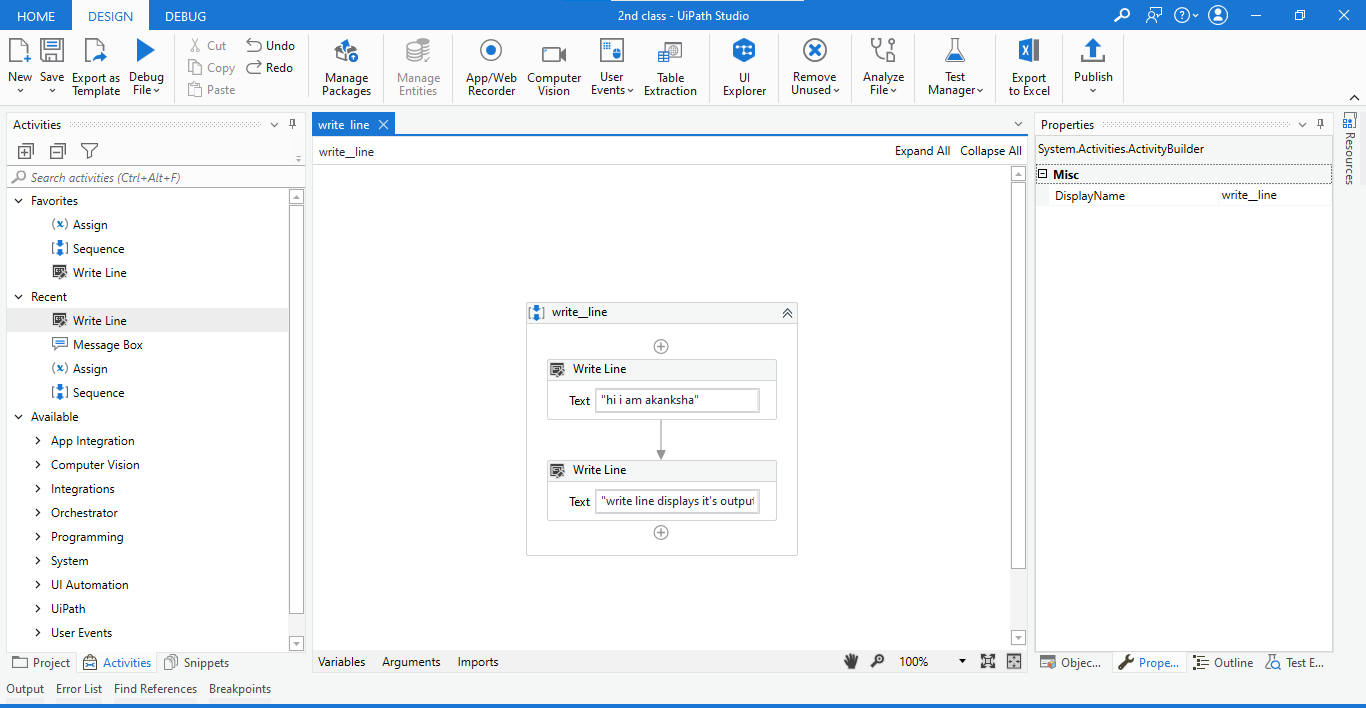 HOME DESIGN DEBUG 2nd class - UiPath Studio
New Save Export as Template Debug File
Cut Copy Paste Undo Redo
Manage Packages
Manage Entities
App/Web Recorder
Computer Vision
User Events
Table Extraction
UI Explorer
Remove Unused
Analyze File
Test Manager
Export to Excel
Publish
Activities
Search activities (Ctrl+Alt+F)
Favorites
Assign
Sequence
Write Line
Recent
Write Line
Message Box
Assign
Sequence
Available
App Integration
Computer Vision
Integrations
Orchestrator
Programming
System
UI Automation
UiPath
User Events
Project Activities Snippets
write line
write__line Expand All Collapse All
write__line
Write Line
Text "hi i am akanksha"
Write Line
Text "write line displays it's output
Variables Arguments Imports 100%
Properties
System.Activities.ActivityBuilder
Misc
DisplayName write__line
Objec... Prope... Outline Test E...
Resources
Output Error List Find References Breakpoints